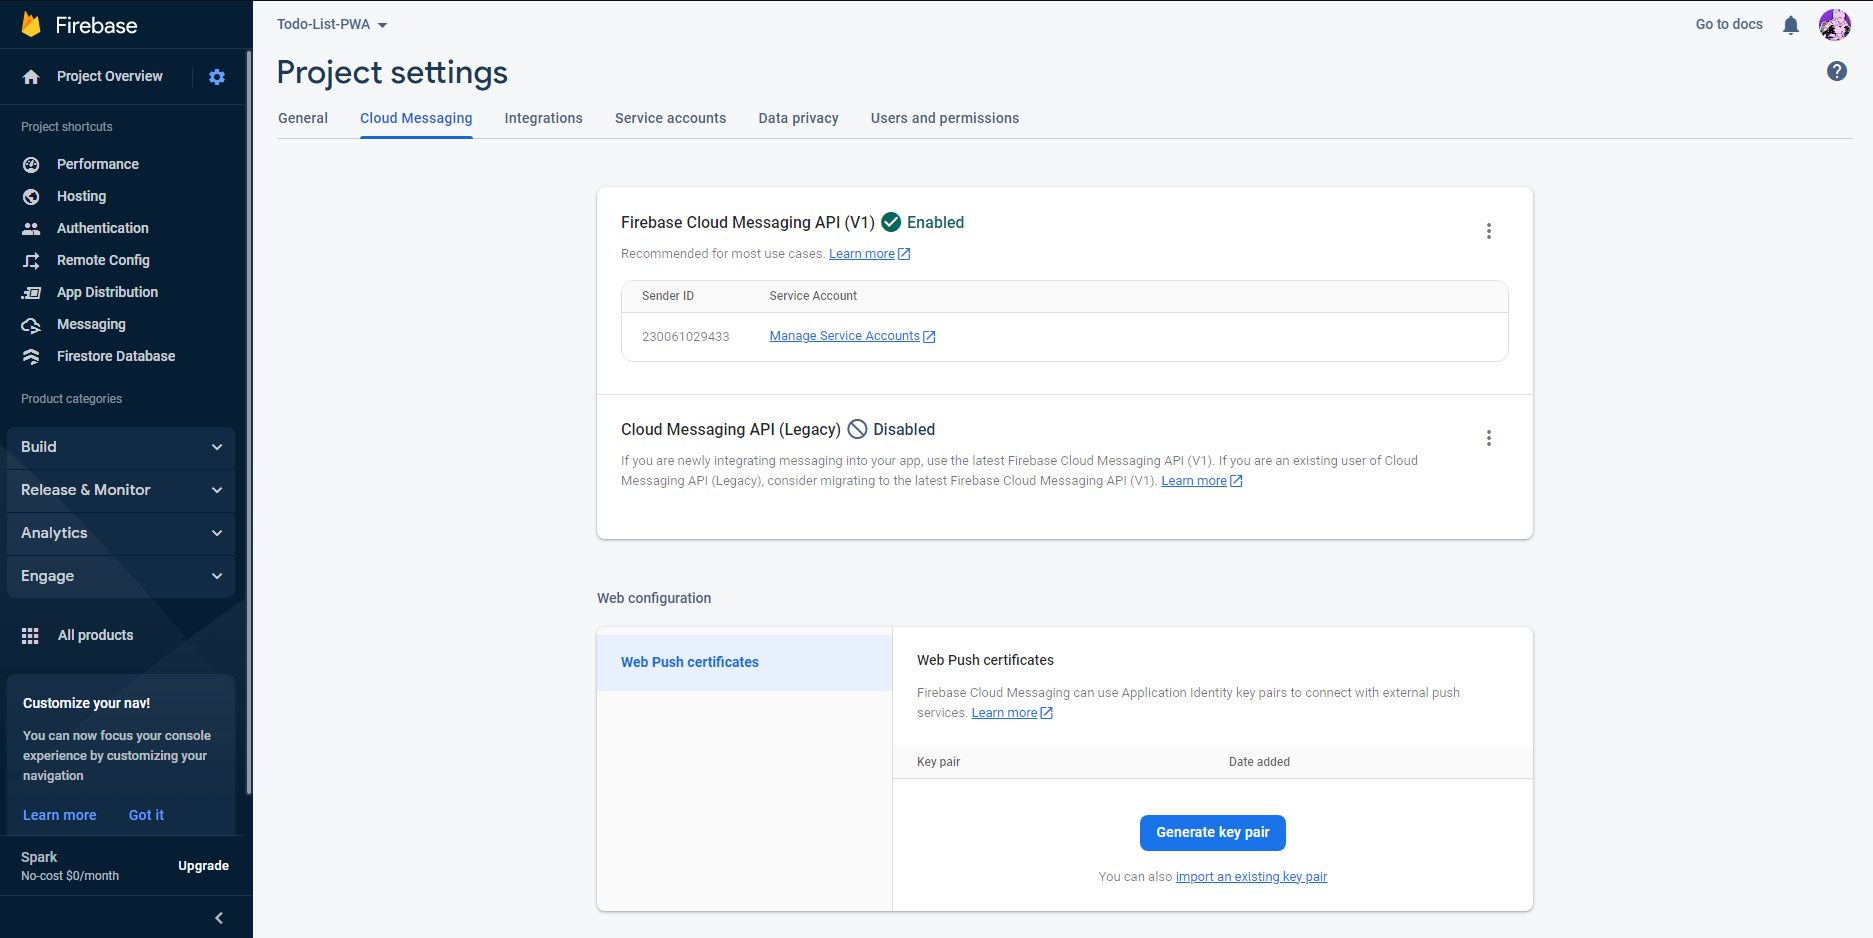 Firebase
Project Overview
Project shortcuts
Performance
Hosting
Authentication
Remote Config
App Distribution
Messaging
Firestore Database
Product categories
Build
Release & Monitor
Analytics
Engage
All products
Customize your nav!
You can now focus your console
experience by customizing your
navigation
Learn more Got it
Spark
No-cost $0/month
Upgrade
Todo-List-PWA
Go to docs
Project settings
General Cloud Messaging Integrations Service accounts Data privacy Users and permissions
Firebase Cloud Messaging API (V1) Enabled
Recommended for most use cases. Learn more
Sender ID Service Account
230061029433 Manage Service Accounts
Cloud Messaging API (Legacy) Disabled
If you are newly integrating messaging into your app, use the latest Firebase Cloud Messaging API (V1). If you are an existing user of Cloud
Messaging API (Legacy), consider migrating to the latest Firebase Cloud Messaging API (V1). Learn more
Web configuration
Web Push certificates
Web Push certificates
Firebase Cloud Messaging can use Application Identity key pairs to connect with external push
services. Learn more
Key pair Date added
Generate key pair
You can also import an existing key pair